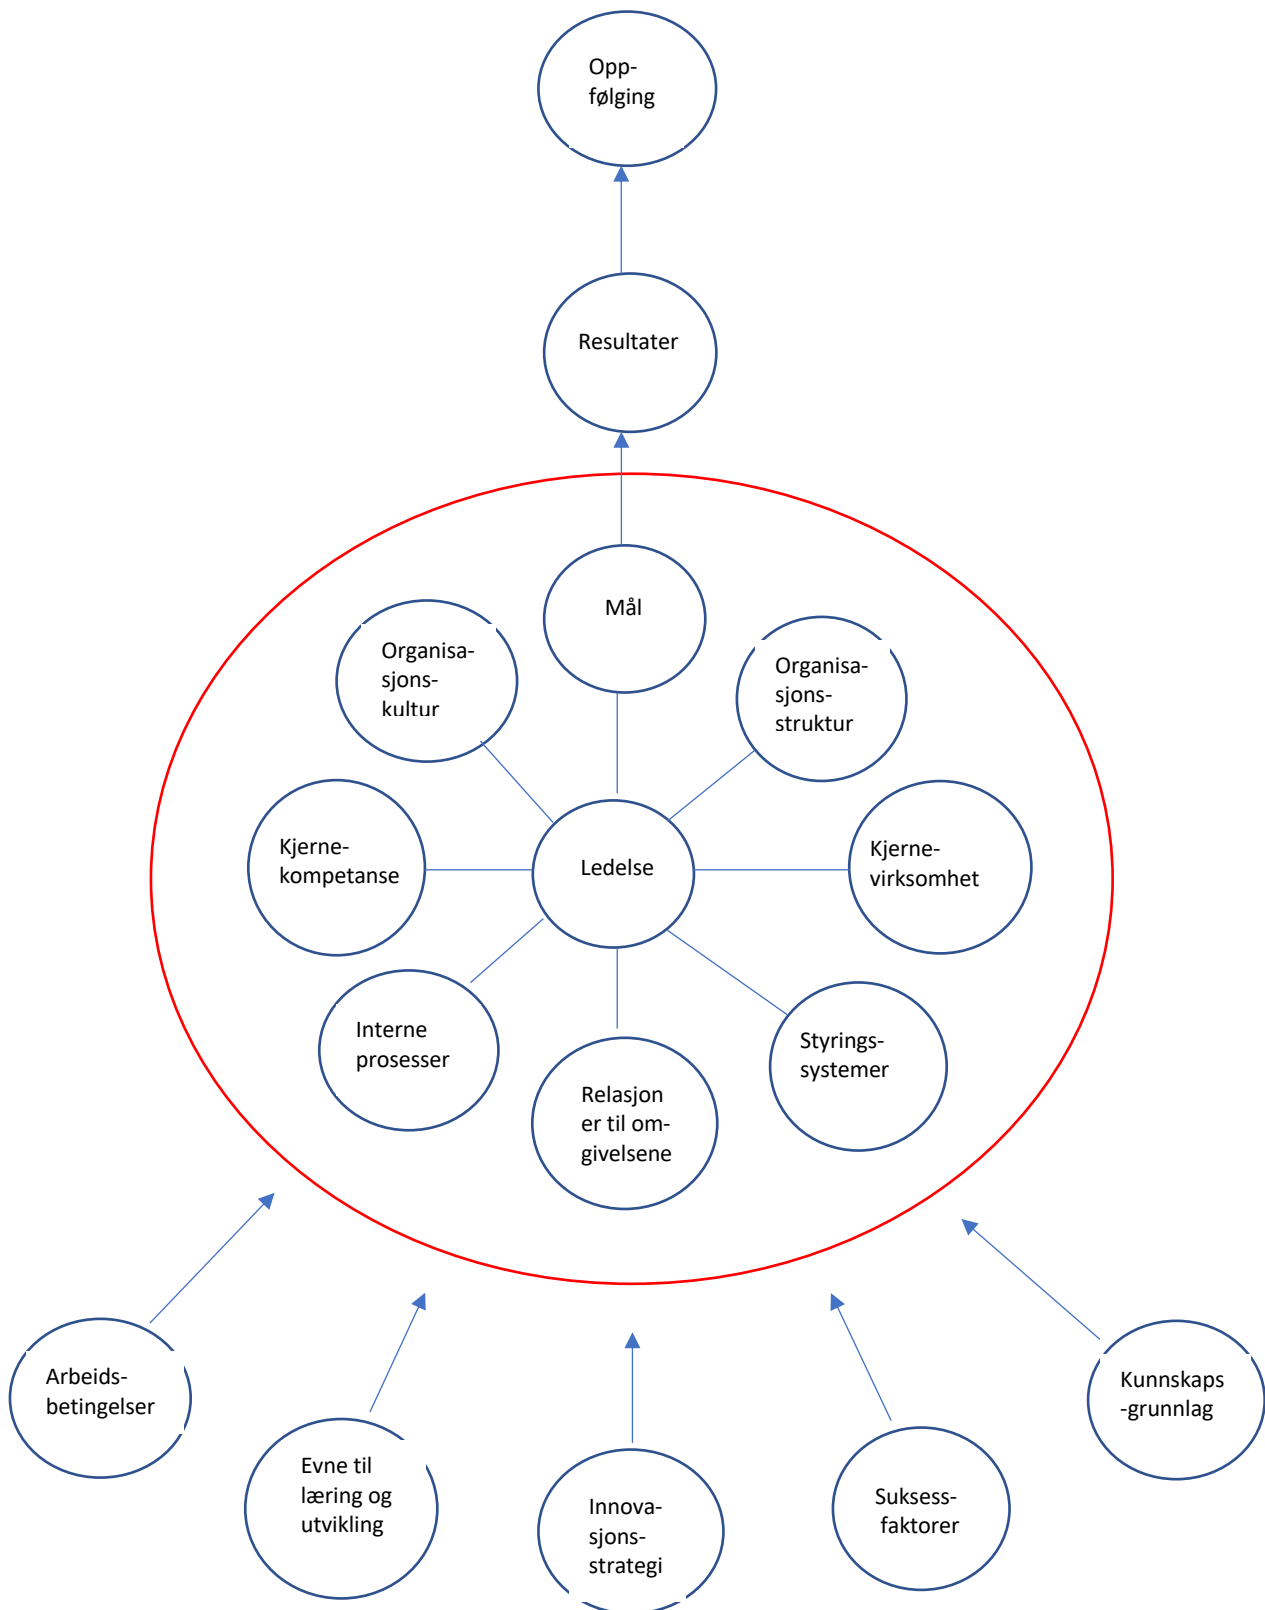 Opp-
følging
Resultater
Mål
Organisa-
sjons-
kultur
Organisa-
sjons-
struktur
Kjerne-
kompetanse
Ledelse
Kjerne-
virksomhet
Interne
prosesser
Relasjon
er til om-
givelsene
Styrings-
systemer
Arbeids-
betingelser
Evne til
læring og
utvikling
Innova-
sjons-
strategi
Suksess-
faktorer
Kunnskaps
-grunnlag